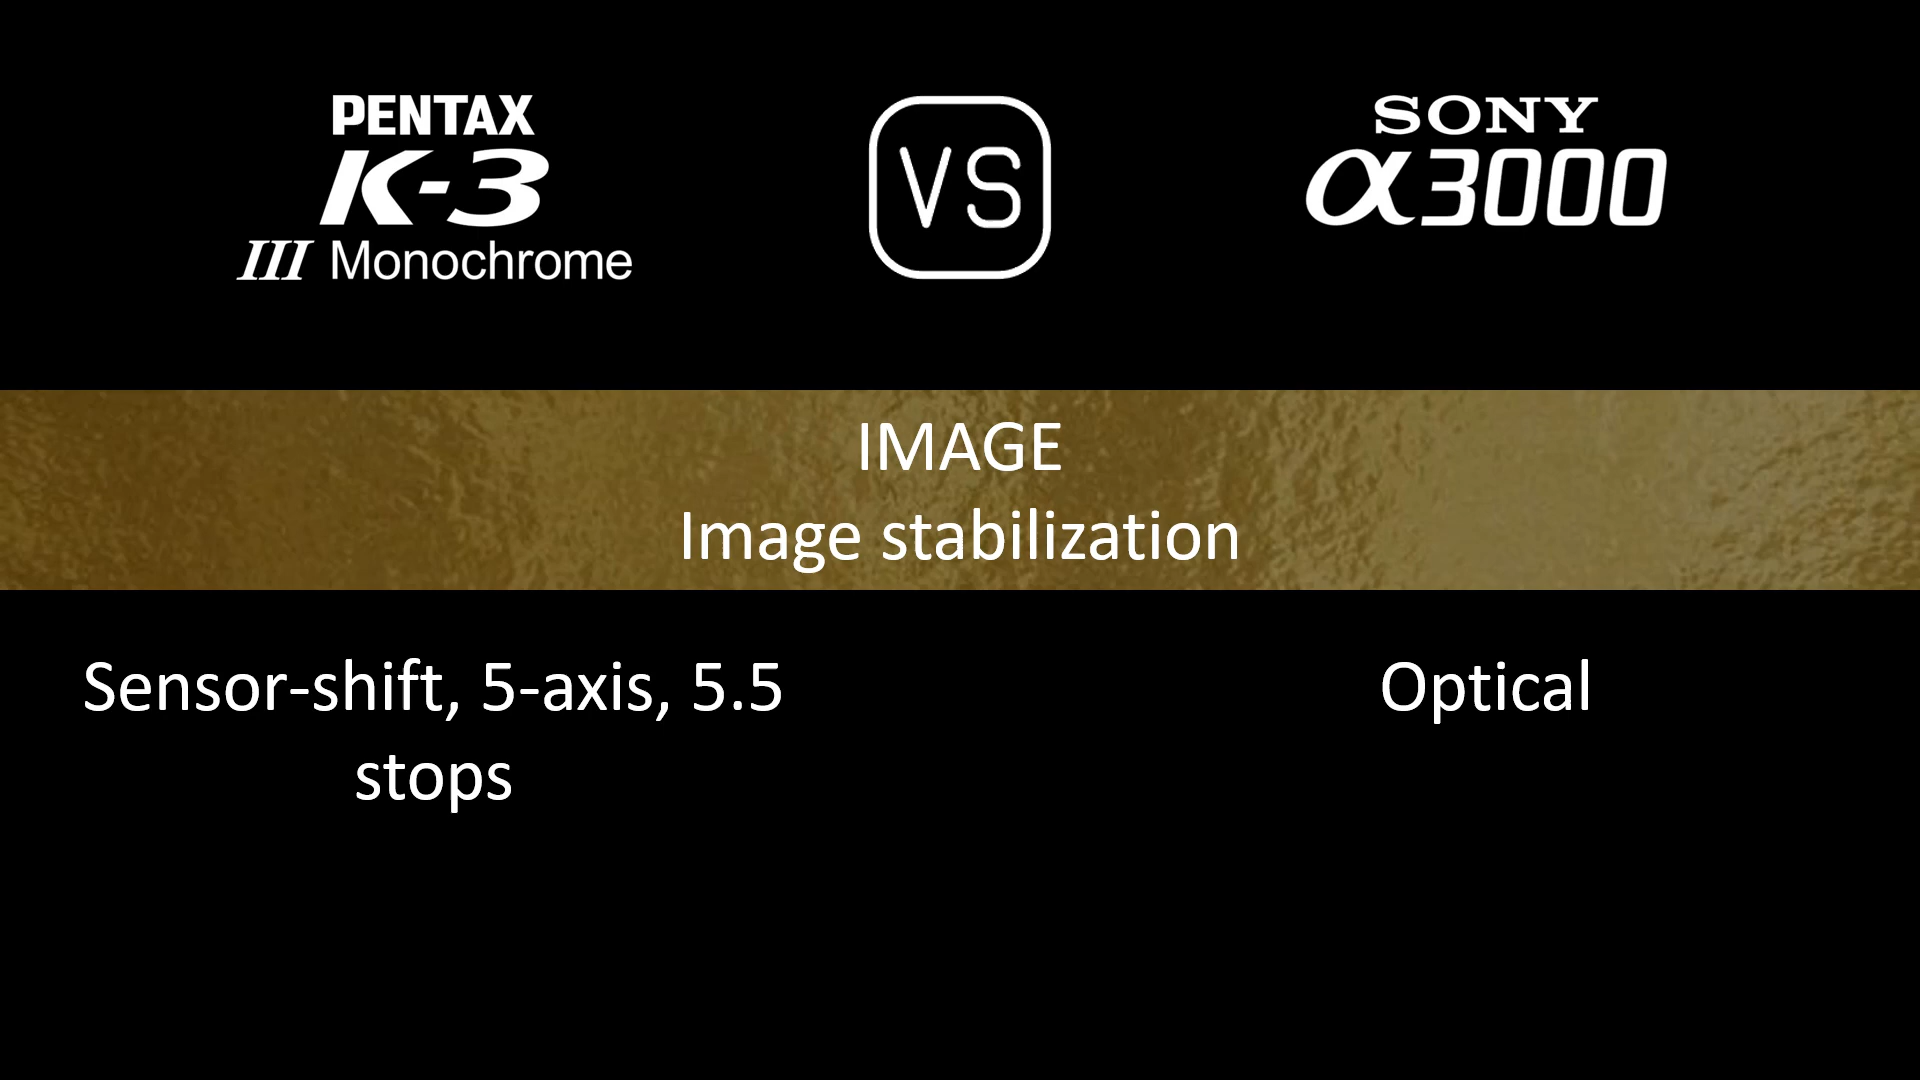 PENTAX
K-3
III Monochrome
VS
SONY
α3000
IMAGE
Image stabilization
Sensor-shift, 5-axis, 5.5
stops
Optical